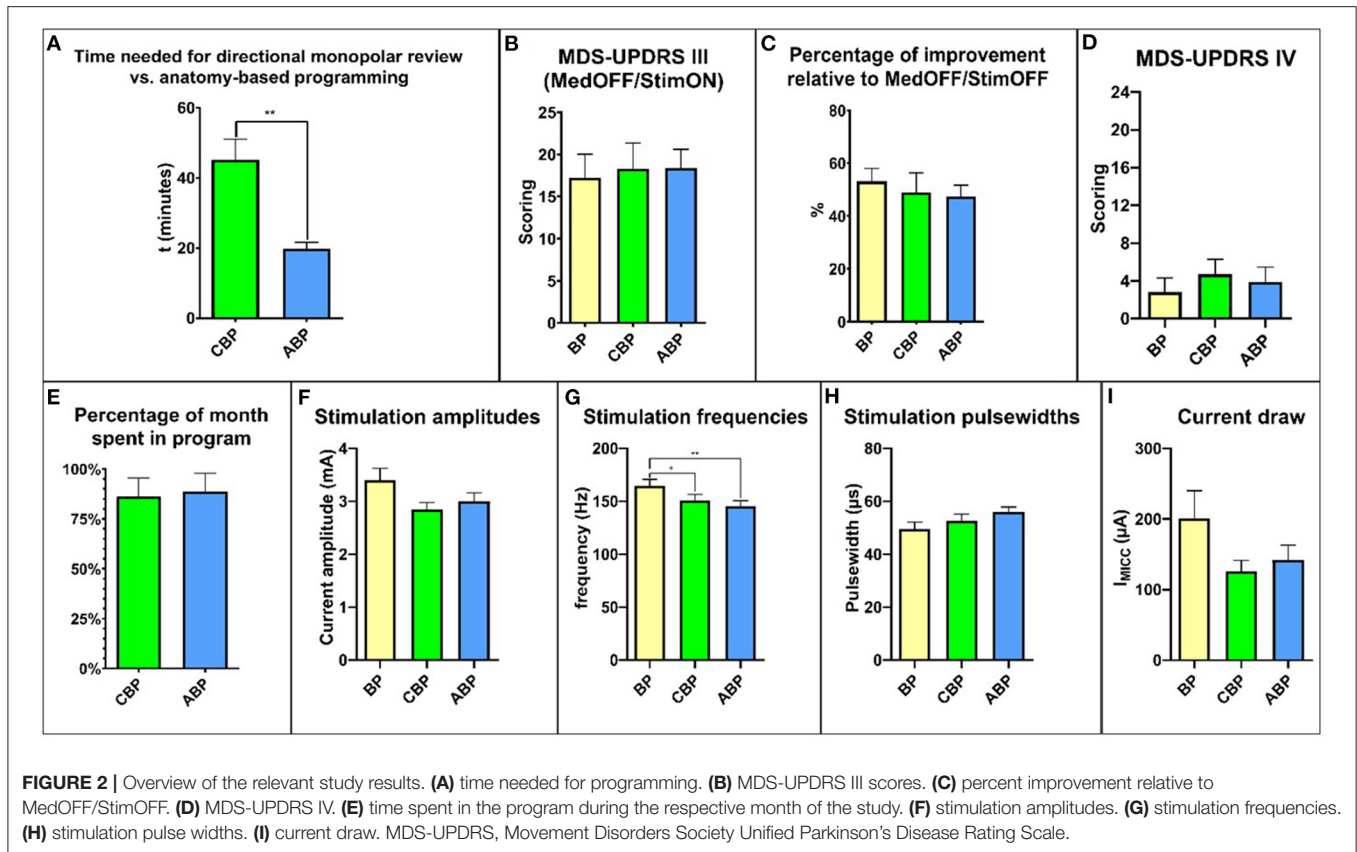 A
Time needed for directional monopolar review
vs. anatomy-based programming
t (minutes)
60
40
20
0
**
CBP
ABP
B
MDS-UPDRS III
(MedOFF/StimON)
Scoring
25
20
15
10
5
0
BP
CBP
ABP
C
Percentage of improvement
relative to MedOFF/StimOFF
%
80
60
40
20
0
BP
CBP
ABP
D
MDS-UPDRS IV
Scoring
24
20
16
12
8
4
0
BP
CBP
ABP
E
Percentage of month
spent in program
100%
75%
50%
25%
0%
CBP
ABP
F
Stimulation amplitudes
Current amplitude (mA)
4
3
2
1
0
BP
CBP
ABP
G
Stimulation frequencies
frequency (Hz)
200
150
100
50
0
*
**
BP
CBP
ABP
H
Stimulation pulsewidths
Pulsewidth (µs)
80
60
40
20
0
BP
CBP
ABP
I
Current draw
I_MICC (µA)
300
200
100
0
BP
CBP
ABP
FIGURE 2 | Overview of the relevant study results. (A) time needed for programming. (B) MDS-UPDRS III scores. (C) percent improvement relative to
MedOFF/StimOFF. (D) MDS-UPDRS IV. (E) time spent in the program during the respective month of the study. (F) stimulation amplitudes. (G) stimulation frequencies.
(H) stimulation pulse widths. (I) current draw. MDS-UPDRS, Movement Disorders Society Unified Parkinson's Disease Rating Scale.